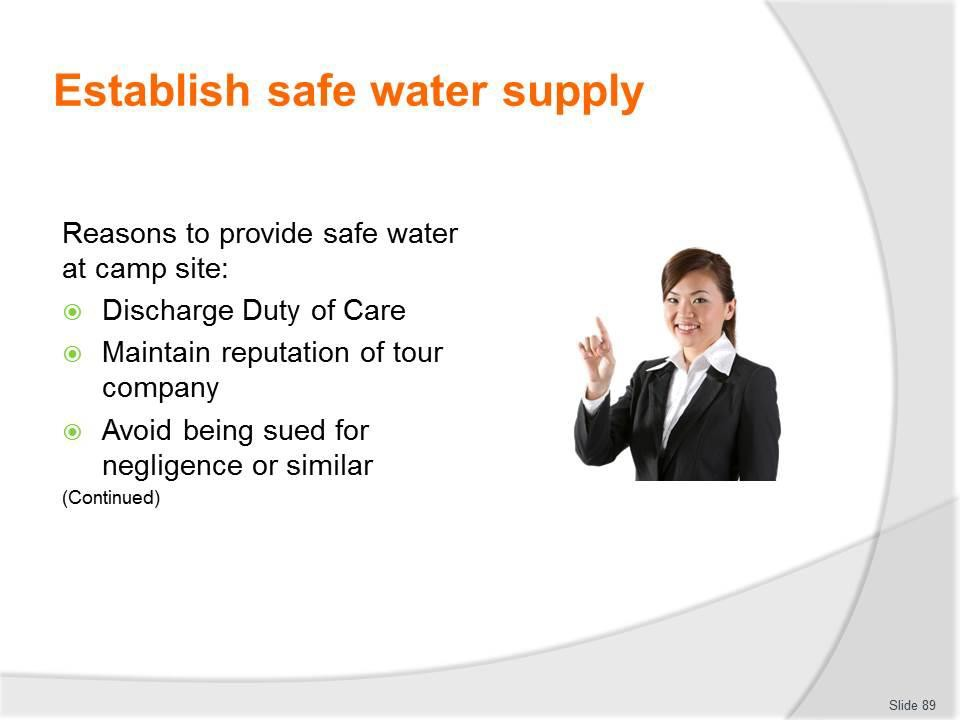 Establish safe water supply
Reasons to provide safe water
at camp site:
Discharge Duty of Care
Maintain reputation of tour
company
Avoid being sued for
negligence or similar
(Continued)
Slide 89